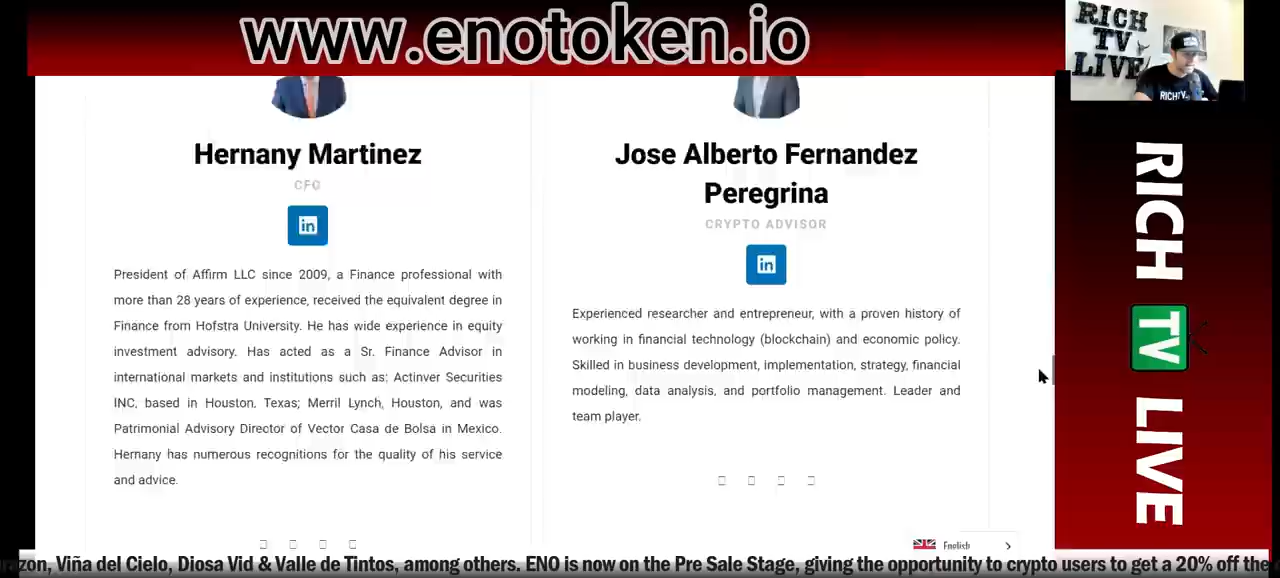 www.enotoken.io
RICH
TV
LIVE
RICHTV
Hernany Martinez
CFO
in
President of Affirm LLC since 2009, a Finance professional with
more than 28 years of experience, received the equivalent degree in
Finance from Hofstra University. He has wide experience in equity
investment advisory. Has acted as a Sr. Finance Advisor in
international markets and institutions such as; Actinver Securities
INC, based in Houston, Texas; Merril Lynch, Houston, and was
Patrimonial Advisory Director of Vector Casa de Bolsa in Mexico.
Hernany has numerous recognitions for the quality of his service
and advice.
Jose Alberto Fernandez
Peregrina
CRYPTO ADVISOR
in
Experienced researcher and entrepreneur, with a proven history of
working in financial technology (blockchain) and economic policy.
Skilled in business development, implementation, strategy, financial
modeling, data analysis, and portfolio management. Leader and
team player.
English
RICH TV LIVE
razon, Viña del Cielo, Diosa Vid & Valle de Tintos, among others. ENO is now on the Pre Sale Stage, giving the opportunity to crypto users to get a 20% off the